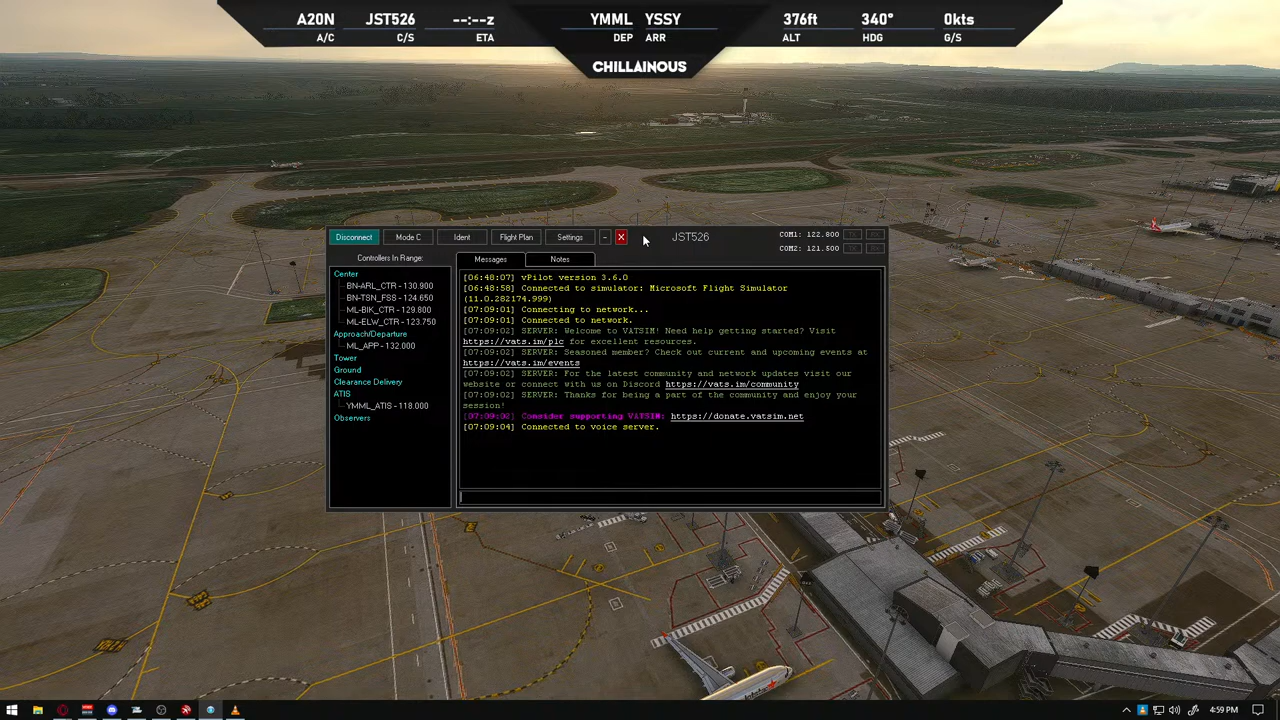 A20N JST526 --:--z YMML YSSY 376ft 340° 0kts
A/C C/S ETA DEP ARR ALT HDG G/S
CHILLAINOUS
Disconnect Mode C Ident Flight Plan Settings - X JST526 COM1: 122.800
COM2: 121.500
Controllers In Range:
Center
BN-ARL_CTR - 130.900
BN-TSN_FSS - 124.650
ML-BIK_CTR - 129.800
ML-ELW_CTR - 123.750
Approach/Departure
ML_APP - 132.000
Tower
Ground
Clearance Delivery
ATIS
YMML_ATIS - 118.000
Observers
Messages Notes
[06:48:07] vPilot version 3.6.0
[06:48:58] Connected to simulator: Microsoft Flight Simulator
(11.0.282174.999)
[07:09:01] Connecting to network...
[07:09:01] Connected to network.
[07:09:02] SERVER: Welcome to VATSIM! Need help getting started? Visit
https://vats.im/plc for excellent resources.
[07:09:02] SERVER: Seasoned member? Check out current and upcoming events at
https://vats.im/events
[07:09:02] SERVER: For the latest community and network updates visit our
website or connect with us on Discord https://vats.im/community
[07:09:02] SERVER: Thanks for being a part of the community and enjoy your
session!
[07:09:02] Consider supporting VATSIM: https://donate.vatsim.net
[07:09:04] Connected to voice server.
4:59 PM